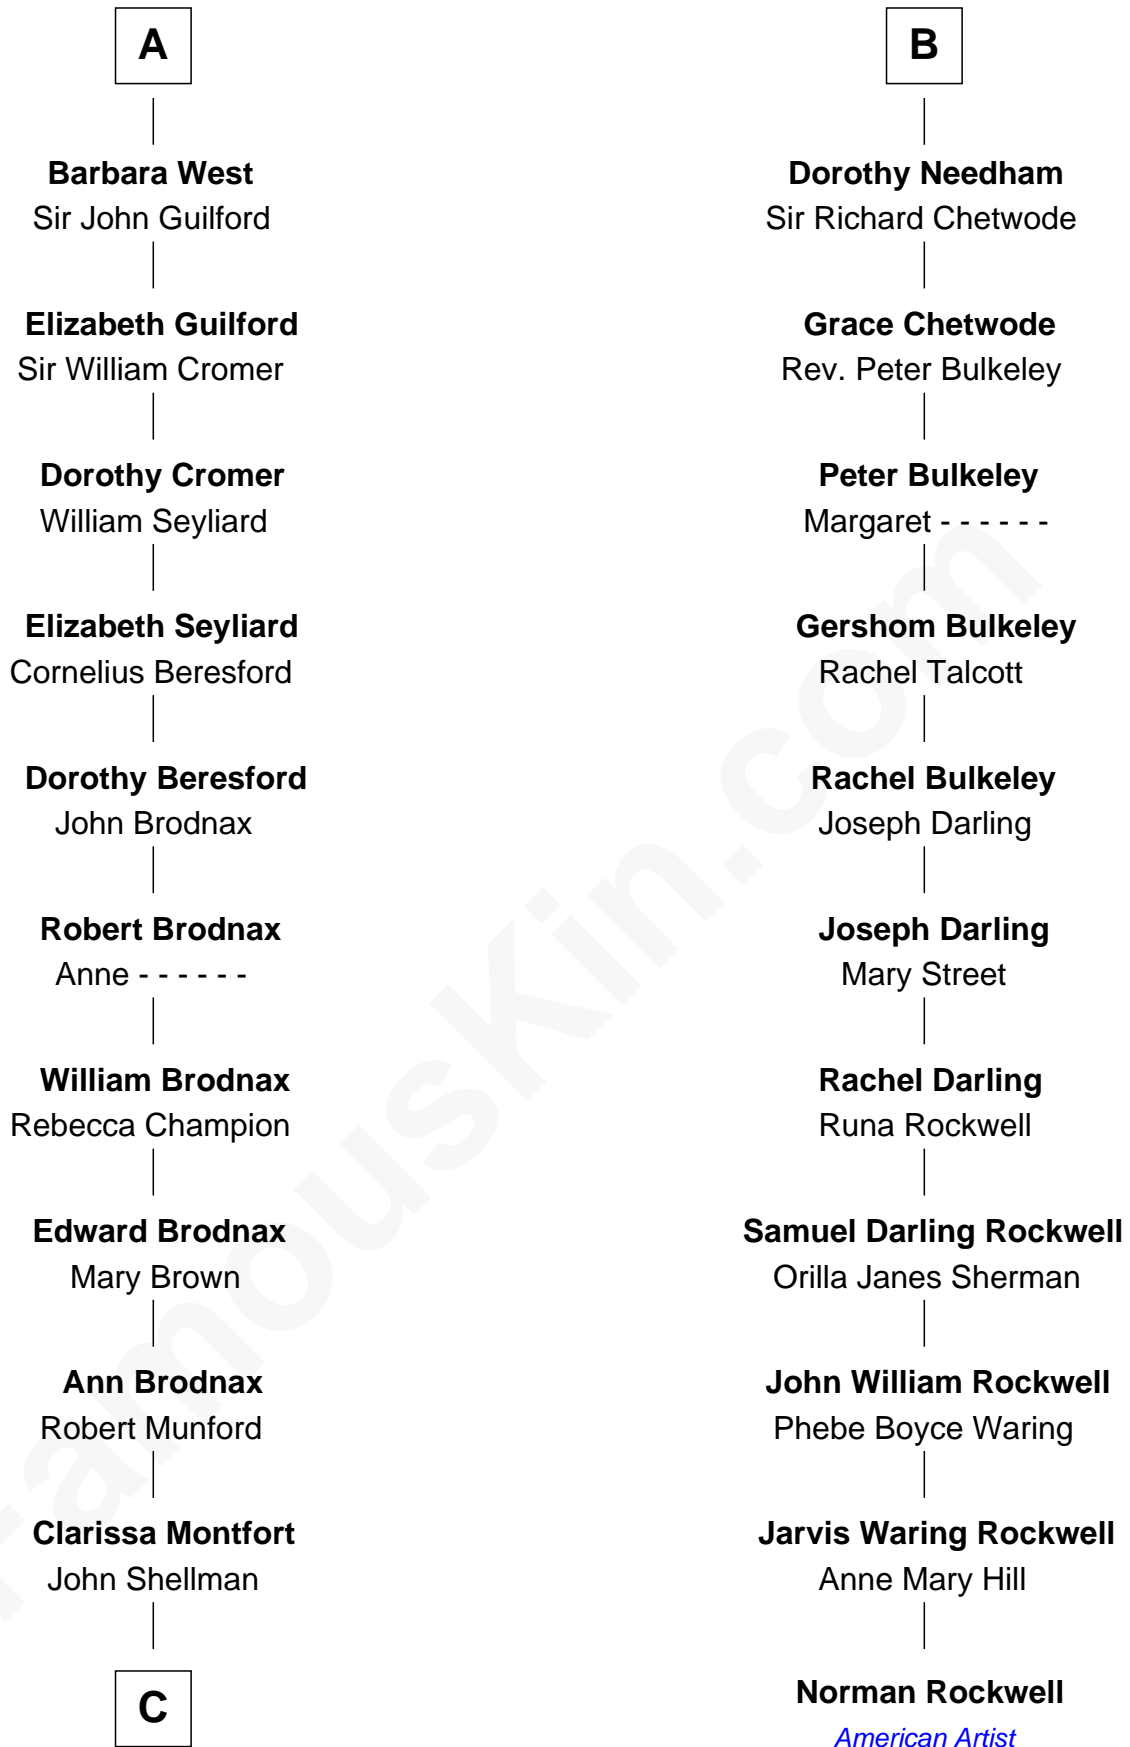 A
Barbara West
Sir John Guilford
Elizabeth Guilford
Sir William Cromer
Dorothy Cromer
William Seyliard
Elizabeth Seyliard
Cornelius Beresford
Dorothy Beresford
John Brodnax
Robert Brodnax
Anne - - - - - -
William Brodnax
Rebecca Champion
Edward Brodnax
Mary Brown
Ann Brodnax
Robert Munford
Clarissa Montfort
John Shellman
C
B
Dorothy Needham
Sir Richard Chetwode
Grace Chetwode
Rev. Peter Bulkeley
Peter Bulkeley
Margaret - - - - - -
Gershom Bulkeley
Rachel Talcott
Rachel Bulkeley
Joseph Darling
Joseph Darling
Mary Street
Rachel Darling
Runa Rockwell
Samuel Darling Rockwell
Orilla Janes Sherman
John William Rockwell
Phebe Boyce Waring
Jarvis Waring Rockwell
Anne Mary Hill
Norman Rockwell
American Artist
FamousKin.com